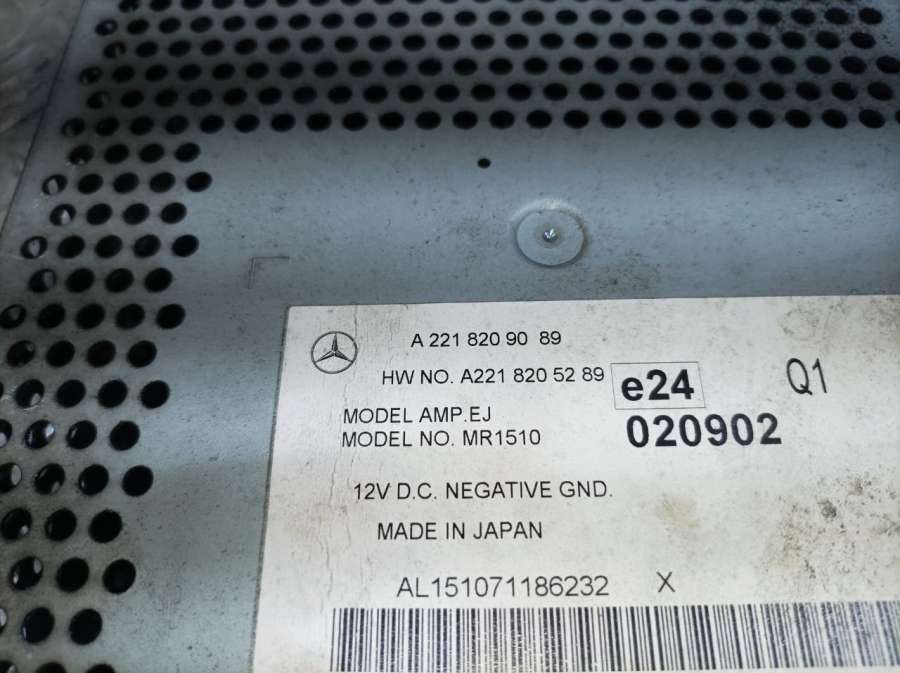 A 221 820 90 89
HW NO. A221 820 52 89 e24 Q1
MODEL AMP.EJ
MODEL NO. MR1510 020902
12V D.C. NEGATIVE GND.
MADE IN JAPAN
AL151071186232 X